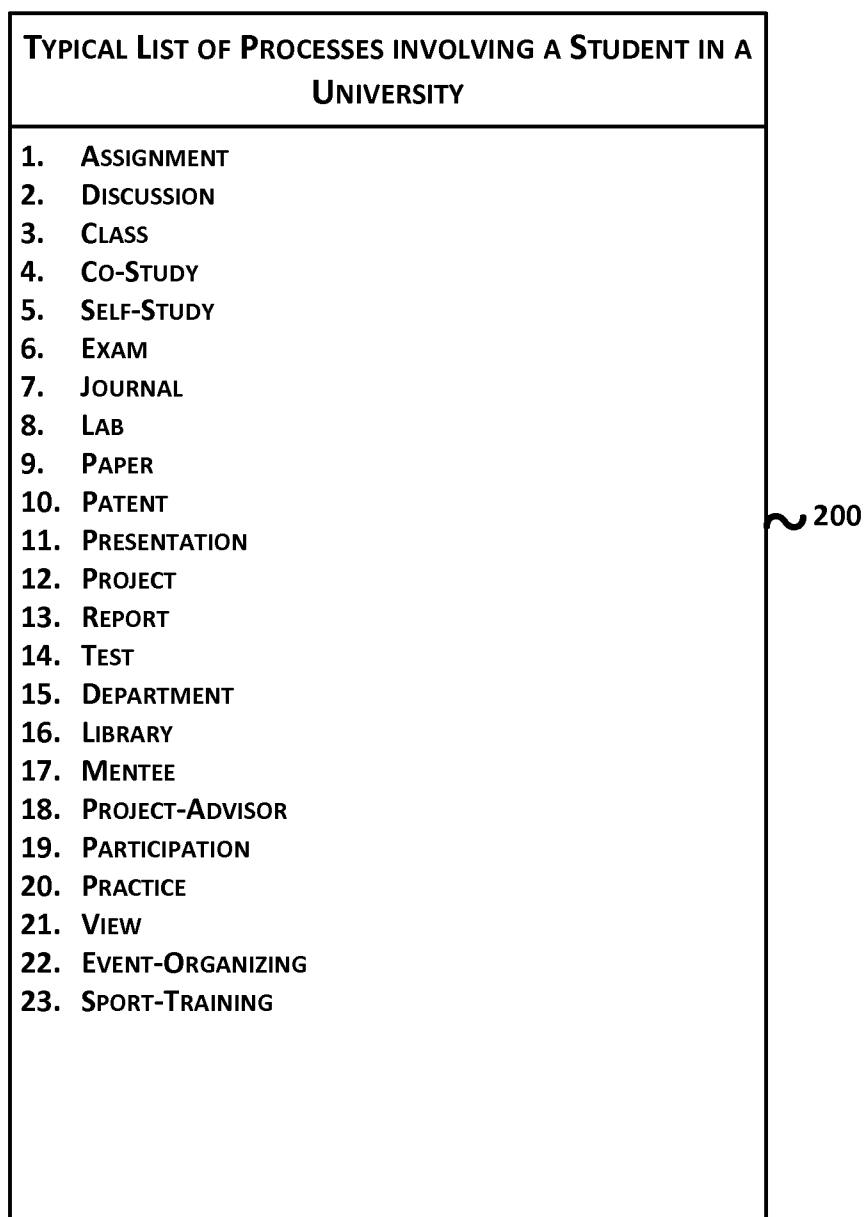 TYPICAL LIST OF PROCESSES INVOLVING A STUDENT IN A
UNIVERSITY
1. ASSIGNMENT
2. DISCUSSION
3. CLASS
4. CO-STUDY
5. SELF-STUDY
6. EXAM
7. JOURNAL
8. LAB
9. PAPER
10. PATENT
200
11. PRESENTATION
12. PROJECT
13. REPORT
14. TEST
15. DEPARTMENT
16. LIBRARY
17. MENTEE
18. PROJECT-ADVISOR
19. PARTICIPATION
20. PRACTICE
21. VIEW
22. EVENT-ORGANIZING
23. SPORT-TRAINING